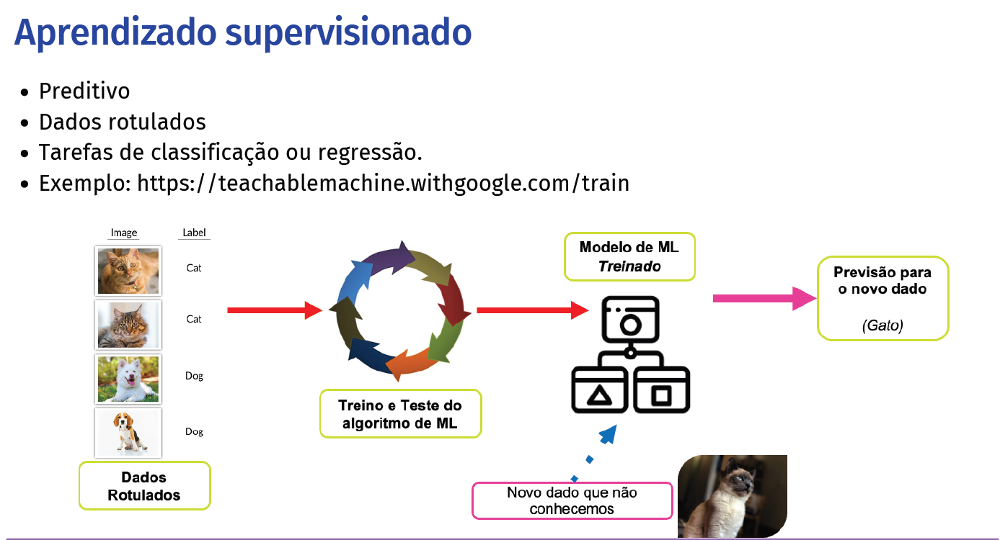 Aprendizado supervisionado
• Preditivo
• Dados rotulados
• Tarefas de classificação ou regressão.
• Exemplo: https://teachablemachine.withgoogle.com/train
Image Label
Cat
Cat
Dog
Dog
Dados
Rotulados
Treino e Teste do
algoritmo de ML
Modelo de ML
Treinado
Novo dado que não
conhecemos
Previsão para
o novo dado
(Gato)